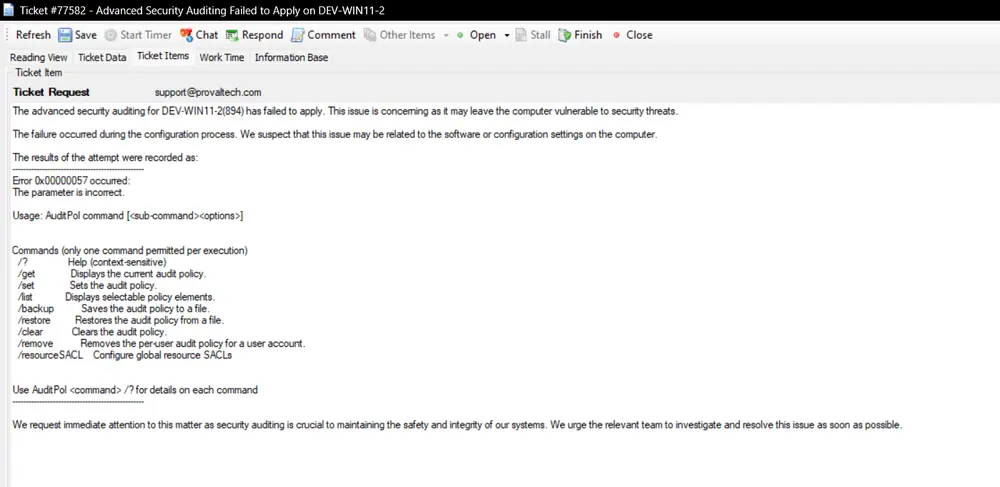 Ticket #77582 - Advanced Security Auditing Failed to Apply on DEV-WIN11-2
Refresh Save Start Timer Chat Respond Comment Other Items Open Stall Finish Close
Reading View Ticket Data Ticket Items Work Time Information Base
Ticket Item
Ticket Request support@provaltech.com
The advanced security auditing for DEV-WIN11-2(894) has failed to apply. This issue is concerning as it may leave the computer vulnerable to security threats.
The failure occurred during the configuration process. We suspect that this issue may be related to the software or configuration settings on the computer.
The results of the attempt were recorded as:
------------------------------------------------
Error 0x00000057 occurred:
The parameter is incorrect.
Usage: AuditPol command [<sub-command><options>]
Commands (only one command permitted per execution)
/? Help (context-sensitive)
/get Displays the current audit policy.
/set Sets the audit policy.
/list Displays selectable policy elements.
/backup Saves the audit policy to a file.
/restore Restores the audit policy from a file.
/clear Clears the audit policy.
/remove Removes the per-user audit policy for a user account.
/resourceSACL Configure global resource SACLs
Use AuditPol <command> /? for details on each command
------------------------------------------------
We request immediate attention to this matter as security auditing is crucial to maintaining the safety and integrity of our systems. We urge the relevant team to investigate and resolve this issue as soon as possible.